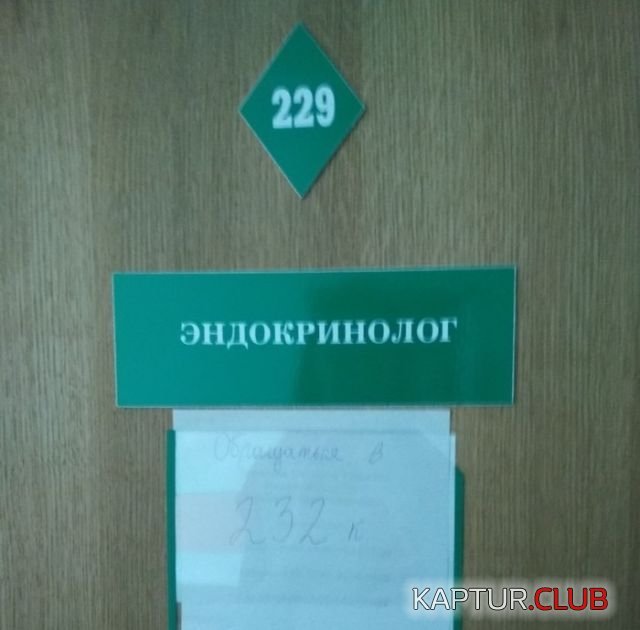 229
ЭНДОКРИНОЛОГ
Обращаться в
232 к
KAPTUR.CLUB